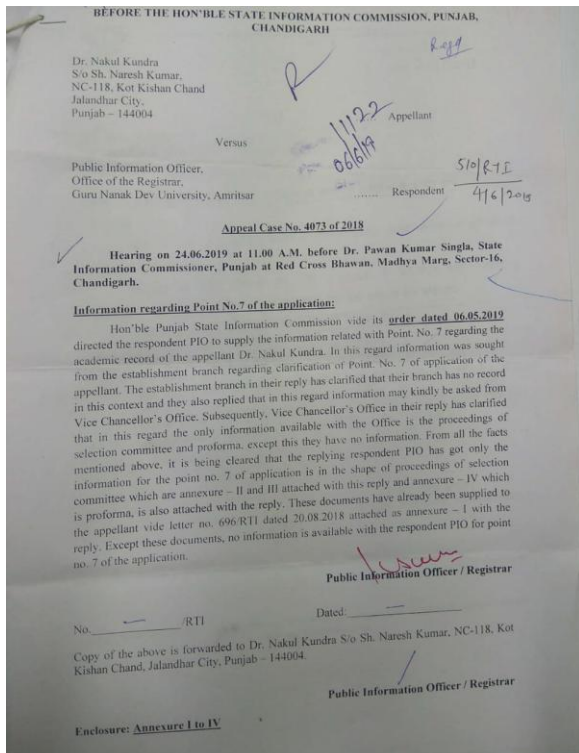 BEFORE THE HON'BLE STATE INFORMATION COMMISSION, PUNJAB,
CHANDIGARH
Regd
Dr. Nakul Kundra
S/o Sh. Naresh Kumar,
NC-118, Kot Kishan Chand
Jalandhar City,
Punjab – 144004
Appellant
11122
06/6/19
Versus
Public Information Officer,
Office of the Registrar,
Guru Nanak Dev University, Amritsar
....... Respondent
510/RTI
4/6/2019
Appeal Case No. 4073 of 2018
Hearing on 24.06.2019 at 11.00 A.M. before Dr. Pawan Kumar Singla, State
Information Commissioner, Punjab at Red Cross Bhawan, Madhya Marg, Sector-16,
Chandigarh.
Information regarding Point No.7 of the application:
Hon'ble Punjab State Information Commission vide its order dated 06.05.2019
directed the respondent PIO to supply the information related with Point. No. 7 regarding the
academic record of the appellant Dr. Nakul Kundra. In this regard information was sought
from the establishment branch regarding clarification of Point. No. 7 of application of the
appellant. The establishment branch in their reply has clarified that their branch has no record
in this context and they also replied that in this regard information may kindly be asked from
Vice Chancellor's Office. Subsequently, Vice Chancellor's Office in their reply has clarified
that in this regard the only information available with the Office is the proceedings of
selection committee and proforma, except this they have no information. From all the facts
mentioned above, it is being cleared that the replying respondent PIO has got only the
information for the point no. 7 of application is in the shape of proceedings of selection
committee which are annexure – II and III attached with this reply and annexure – IV which
is proforma, is also attached with the reply. These documents have already been supplied to
the appellant vide letter no. 696/RTI dated 20.08.2018 attached as annexure – I with the
reply. Except these documents, no information is available with the respondent PIO for point
no. 7 of the application.
Public Information Officer / Registrar
No.________/RTI
Dated:________
Copy of the above is forwarded to Dr. Nakul Kundra S/o Sh. Naresh Kumar, NC-118, Kot
Kishan Chand, Jalandhar City, Punjab – 144004.
Public Information Officer / Registrar
Enclosure: Annexure I to IV